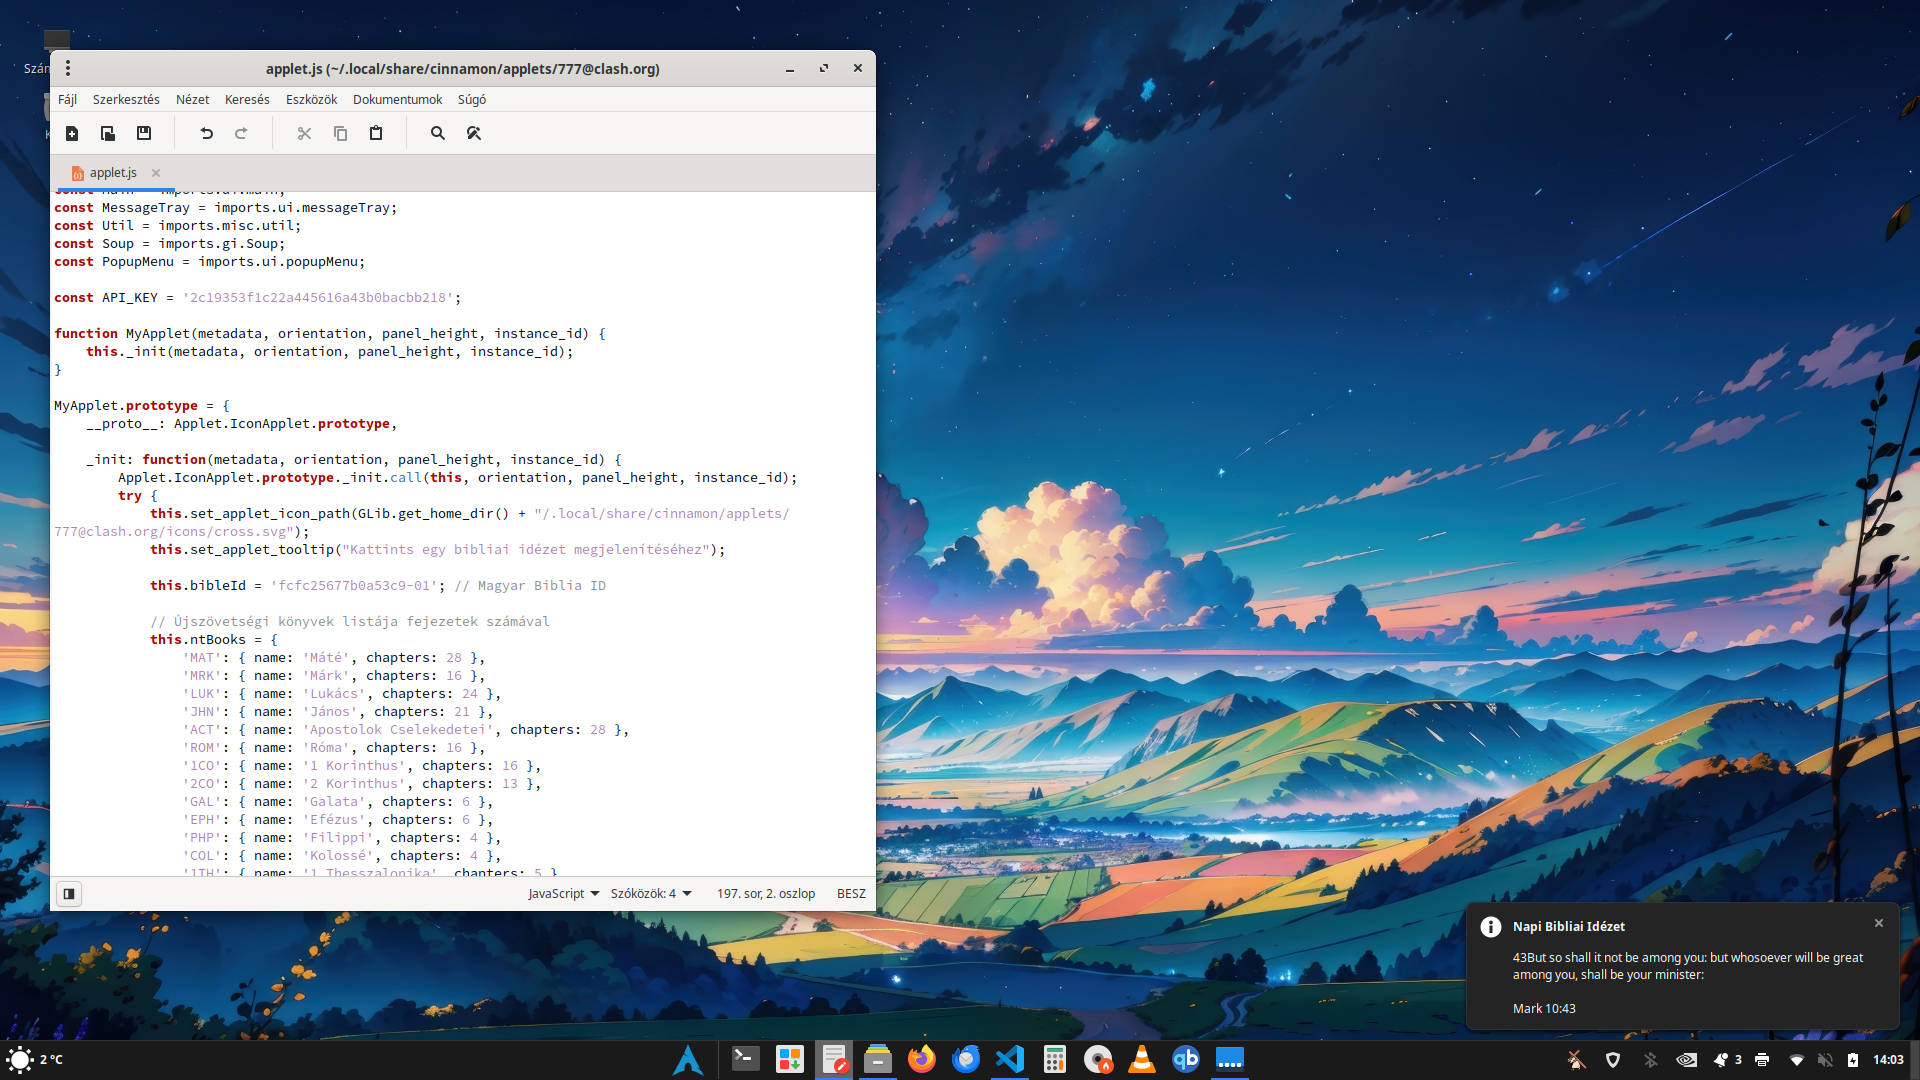 Szán
K
applet.js (~/.local/share/cinnamon/applets/777@clash.org)
Fájl Szerkesztés Nézet Keresés Eszközök Dokumentumok Súgó
applet.js
const MessageTray = imports.ui.messageTray;
const Util = imports.misc.util;
const Soup = imports.gi.Soup;
const PopupMenu = imports.ui.popupMenu;
const API_KEY = '2c19353f1c22a445616a43b0bacbb218';
function MyApplet(metadata, orientation, panel_height, instance_id) {
this._init(metadata, orientation, panel_height, instance_id);
}
MyApplet.prototype = {
__proto__: Applet.IconApplet.prototype,
_init: function(metadata, orientation, panel_height, instance_id) {
Applet.IconApplet.prototype._init.call(this, orientation, panel_height, instance_id);
try {
this.set_applet_icon_path(GLib.get_home_dir() + "/.local/share/cinnamon/applets/
777@clash.org/icons/cross.svg");
this.set_applet_tooltip("Kattints egy bibliai idézet megjelenítéséhez");
this.bibleId = 'fcfc25677b0a53c9-01'; // Magyar Biblia ID
// Újszövetségi könyvek listája fejezetek számával
this.ntBooks = {
'MAT': { name: 'Máté', chapters: 28 },
'MRK': { name: 'Márk', chapters: 16 },
'LUK': { name: 'Lukács', chapters: 24 },
'JHN': { name: 'János', chapters: 21 },
'ACT': { name: 'Apostolok Cselekedetei', chapters: 28 },
'ROM': { name: 'Róma', chapters: 16 },
'1CO': { name: '1 Korinthus', chapters: 16 },
'2CO': { name: '2 Korinthus', chapters: 13 },
'GAL': { name: 'Galata', chapters: 6 },
'EPH': { name: 'Efézus', chapters: 6 },
'PHP': { name: 'Filippi', chapters: 4 },
'COL': { name: 'Kolossé', chapters: 4 },
'1TH': { name: '1 Thesszalonika', chapters: 5 }
JavaScript Szóközök: 4 197. sor, 2. oszlop BESZ
Napi Bibliai Idézet
43But so shall it not be among you: but whosoever will be great
among you, shall be your minister:
Mark 10:43
2 °C
qb
3
14:03